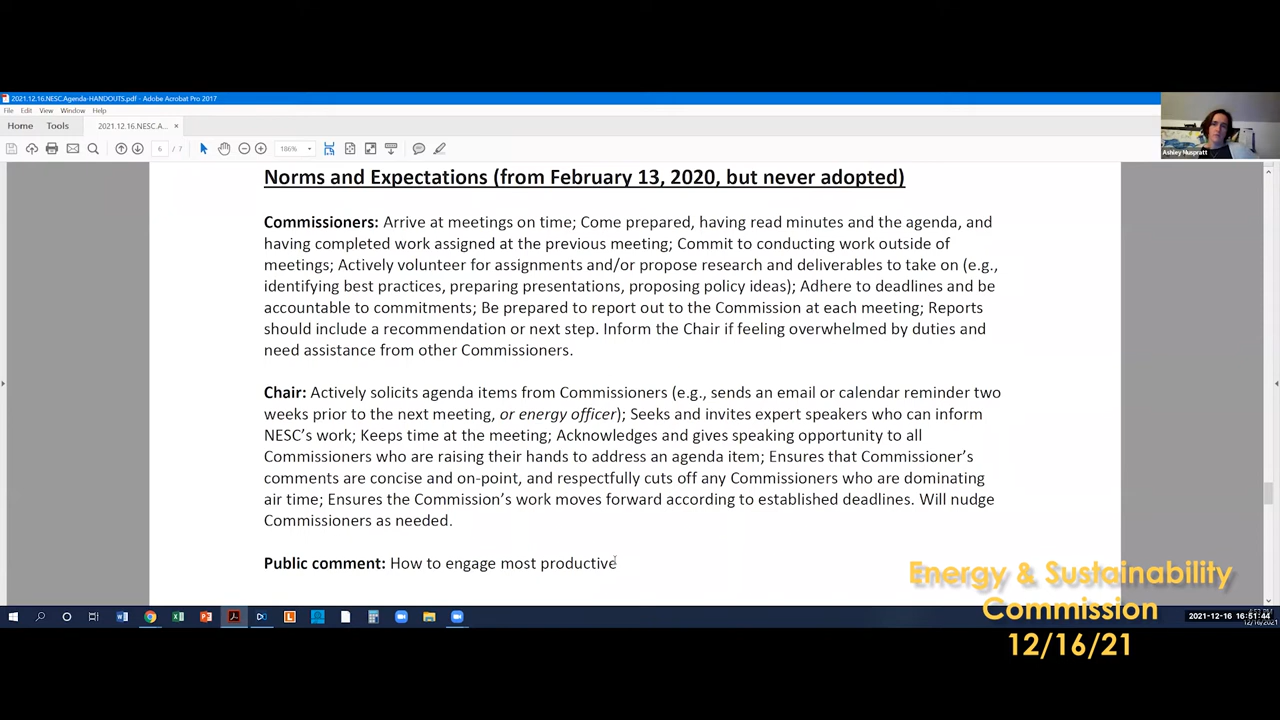 2021.12.16.NESC.Agenda-HANDOUTS.pdf - Adobe Acrobat Pro 2017
File Edit View Window Help
Home Tools 2021.12.16.NESC.A... ×
6 / 7 186%
Ashley Muspratt
Norms and Expectations (from February 13, 2020, but never adopted)
Commissioners: Arrive at meetings on time; Come prepared, having read minutes and the agenda, and
having completed work assigned at the previous meeting; Commit to conducting work outside of
meetings; Actively volunteer for assignments and/or propose research and deliverables to take on (e.g.,
identifying best practices, preparing presentations, proposing policy ideas); Adhere to deadlines and be
accountable to commitments; Be prepared to report out to the Commission at each meeting; Reports
should include a recommendation or next step. Inform the Chair if feeling overwhelmed by duties and
need assistance from other Commissioners.
Chair: Actively solicits agenda items from Commissioners (e.g., sends an email or calendar reminder two
weeks prior to the next meeting, or energy officer); Seeks and invites expert speakers who can inform
NESC's work; Keeps time at the meeting; Acknowledges and gives speaking opportunity to all
Commissioners who are raising their hands to address an agenda item; Ensures that Commissioner's
comments are concise and on-point, and respectfully cuts off any Commissioners who are dominating
air time; Ensures the Commission's work moves forward according to established deadlines. Will nudge
Commissioners as needed.
Public comment: How to engage most productive
Energy & Sustainability
Commission
12/16/21
2021-12-16 16:51:44
12/16/2021